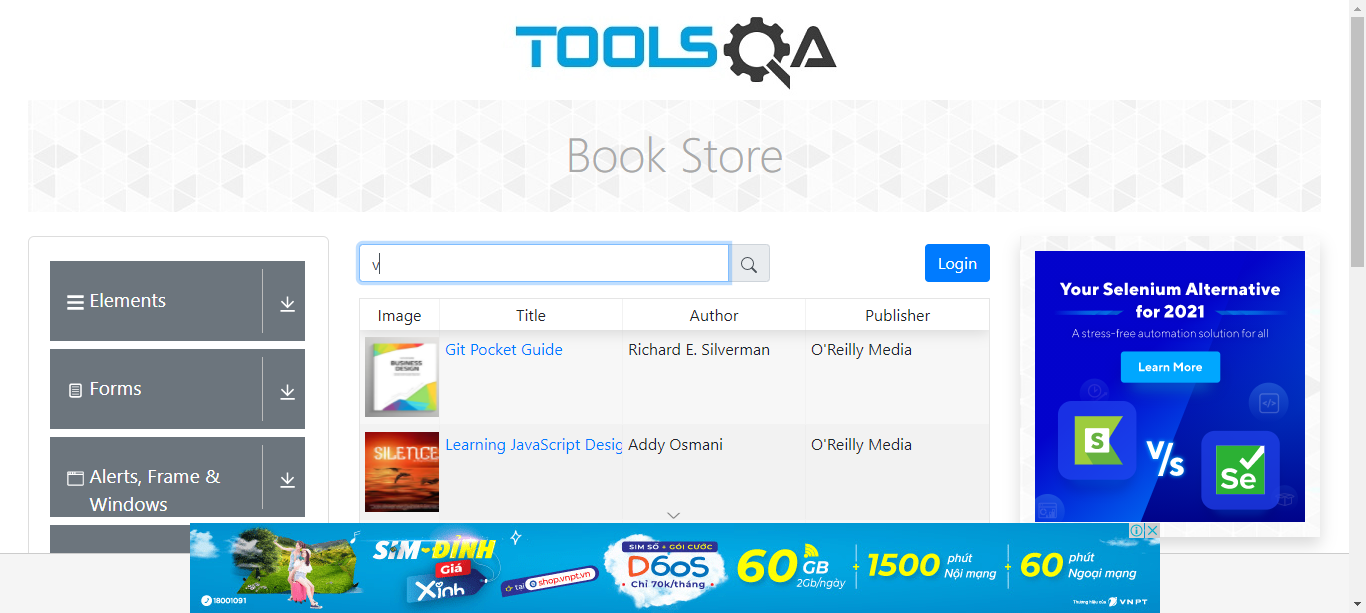 TOOLSQA
Book Store
Elements
Forms
Alerts, Frame &
Windows
v
Login
Image Title Author Publisher
BUSINESS
DESIGN
Git Pocket Guide Richard E. Silverman O'Reilly Media
SILENCE
Learning JavaScript Desig Addy Osmani O'Reilly Media
Your Selenium Alternative
for 2021
A stress-free automation solution for all
Learn More
S
V/s
Se
SIM-ĐỈNH
Giá
Xinh
18001091
tại shop.vnpt.vn
SIM SỐ + GÓI CƯỚC
D60S
Chỉ 70k/tháng
60 GB
2Gb/ngày
+ 1500 phút
Nội mạng
+ 60 phút
Ngoại mạng
Thương hiệu của VNPT